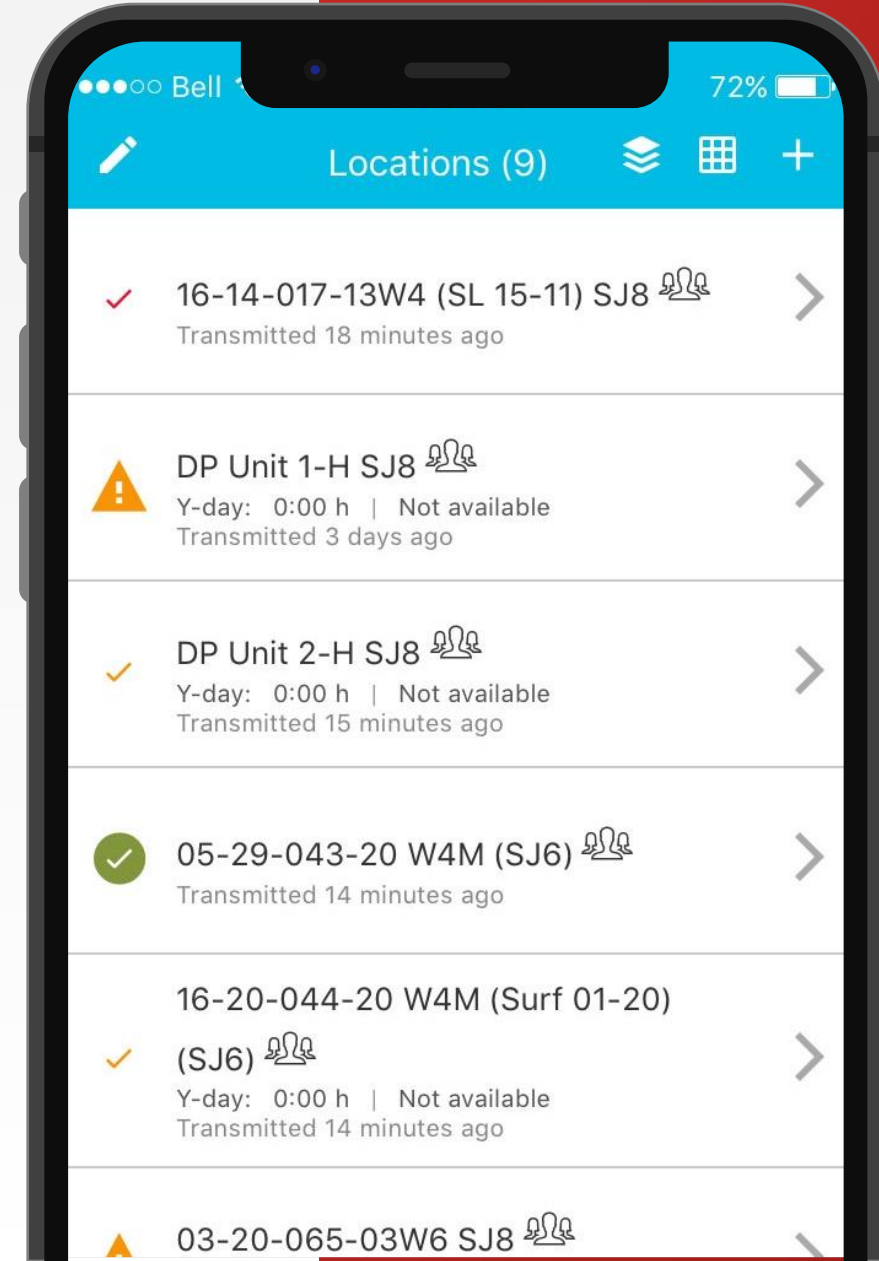 Bell
72%
Locations (9)
16-14-017-13W4 (SL 15-11) SJ8
Transmitted 18 minutes ago
DP Unit 1-H SJ8
Y-day: 0:00 h | Not available
Transmitted 3 days ago
DP Unit 2-H SJ8
Y-day: 0:00 h | Not available
Transmitted 15 minutes ago
05-29-043-20 W4M (SJ6)
Transmitted 14 minutes ago
16-20-044-20 W4M (Surf 01-20)
(SJ6)
Y-day: 0:00 h | Not available
Transmitted 14 minutes ago
03-20-065-03W6 SJ8